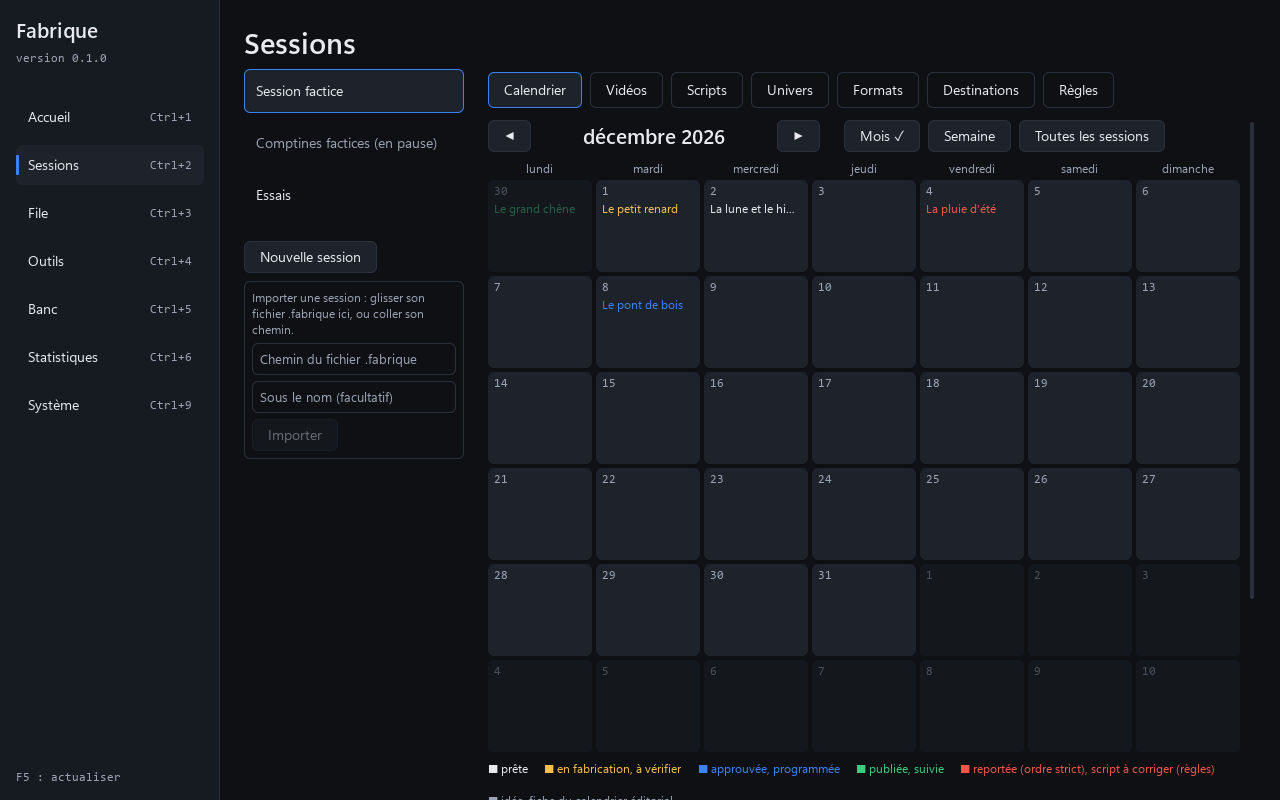 Fabrique
version 0.1.0
Accueil Ctrl+1
Sessions Ctrl+2
File Ctrl+3
Outils Ctrl+4
Banc Ctrl+5
Statistiques Ctrl+6
Système Ctrl+9
F5 : actualiser
Sessions
Session factice
Comptines factices (en pause)
Essais
Nouvelle session
Importer une session : glisser son
fichier .fabrique ici, ou coller son
chemin.
Chemin du fichier .fabrique
Sous le nom (facultatif)
Importer
Calendrier Vidéos Scripts Univers Formats Destinations Règles
◄ décembre 2026 ► Mois ✓ Semaine Toutes les sessions
lundi mardi mercredi jeudi vendredi samedi dimanche
30 1 2 3 4 5 6
Le grand chêne Le petit renard La lune et le hi... La pluie d'été
7 8 9 10 11 12 13
Le pont de bois
14 15 16 17 18 19 20
21 22 23 24 25 26 27
28 29 30 31 1 2 3
4 5 6 7 8 9 10
prête en fabrication, à vérifier approuvée, programmée publiée, suivie reportée (ordre strict), script à corriger (règles)
idée, fiche du calendrier éditorial